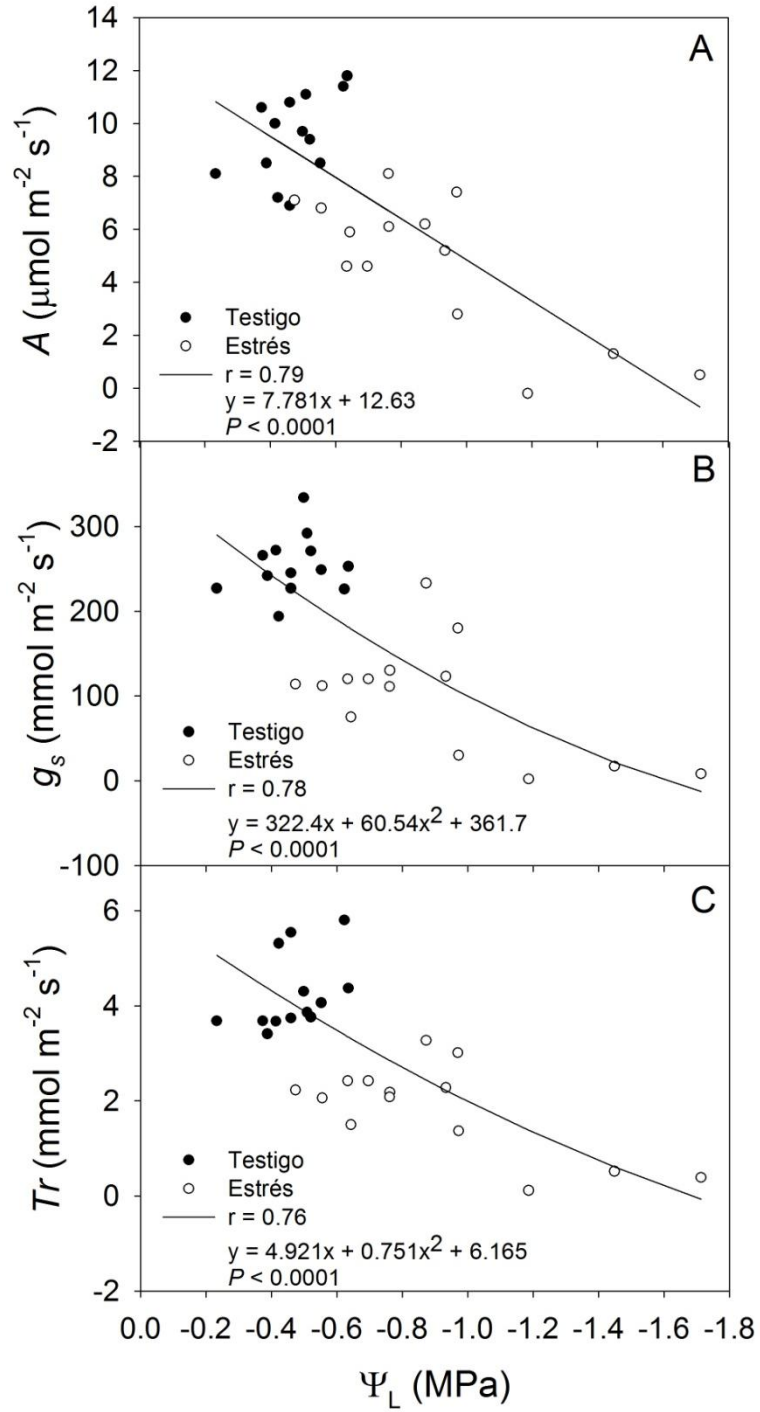 14
12
10
8
6
4
2
0
-2
A (μmol m⁻² s⁻¹)
A
Testigo
Estrés
r = 0.79
y = 7.781x + 12.63
P < 0.0001
300
200
100
0
-100
gₛ (mmol m⁻² s⁻¹)
B
Testigo
Estrés
r = 0.78
y = 322.4x + 60.54x² + 361.7
P < 0.0001
6
4
2
0
-2
Tr (mmol m⁻² s⁻¹)
C
Testigo
Estrés
r = 0.76
y = 4.921x + 0.751x² + 6.165
P < 0.0001
0.0 -0.2 -0.4 -0.6 -0.8 -1.0 -1.2 -1.4 -1.6 -1.8
Ψ_L (MPa)